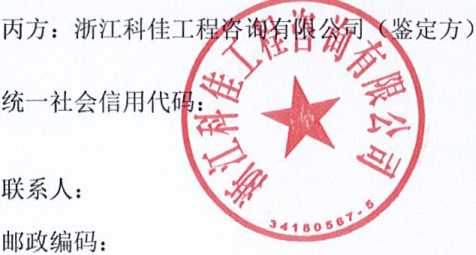 丙方：浙江科佳工程咨询有限公司（鉴定方）
统一社会信用代码：
联系人：
邮政编码：
浙江科佳工程咨询有限公司
34180567-5